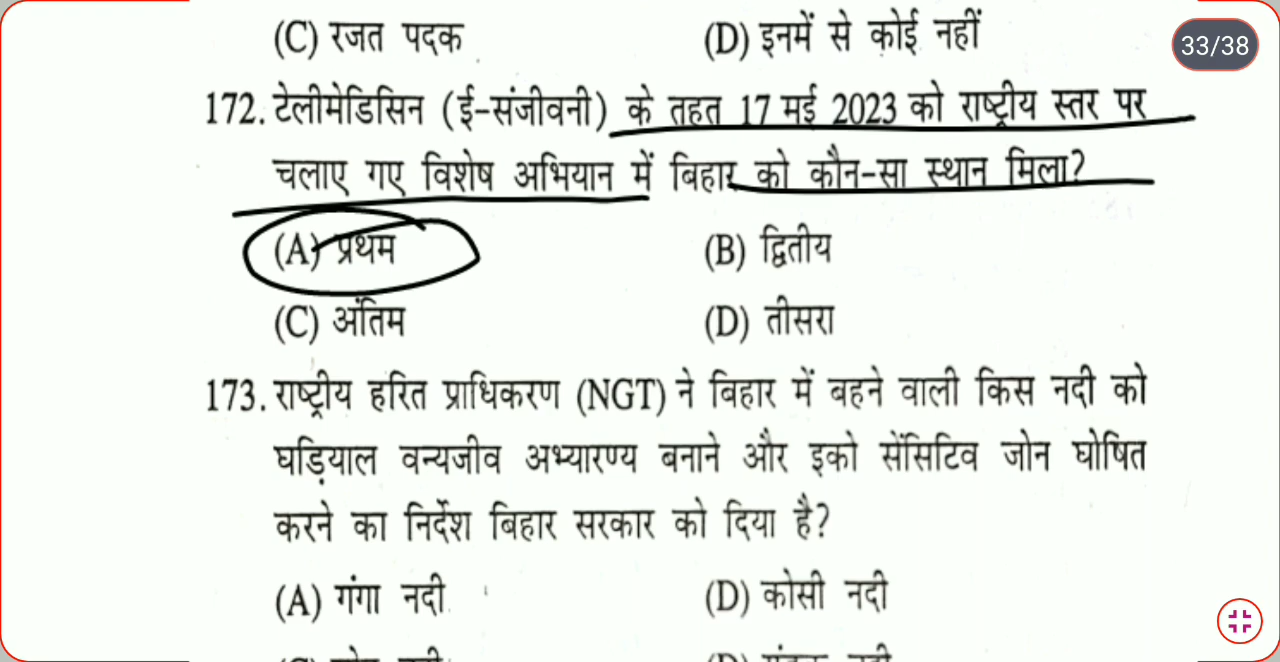 (C) रजत पदक (D) इनमें से कोई नहीं
33/38
172. टेलीमेडिसिन (ई-संजीवनी) के तहत 17 मई 2023 को राष्ट्रीय स्तर पर
चलाए गए विशेष अभियान में बिहार को कौन-सा स्थान मिला?
(A) प्रथम (B) द्वितीय
(C) अंतिम (D) तीसरा
173. राष्ट्रीय हरित प्राधिकरण (NGT) ने बिहार में बहने वाली किस नदी को
घड़ियाल वन्यजीव अभ्यारण्य बनाने और इको सेंसिटिव जोन घोषित
करने का निर्देश बिहार सरकार को दिया है?
(A) गंगा नदी (D) कोसी नदी